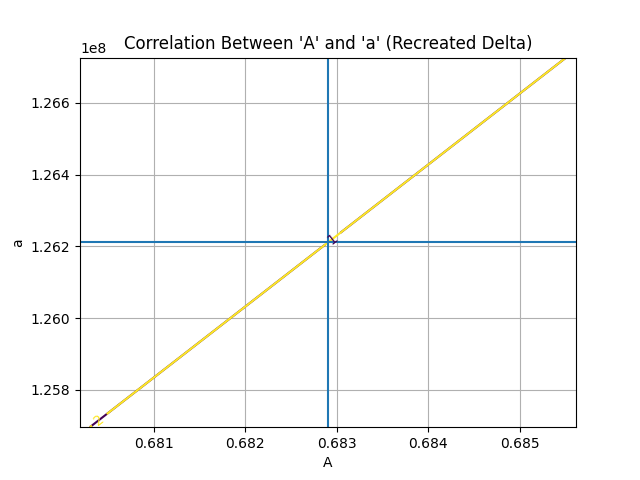 Correlation Between 'A' and 'a' (Recreated Delta)
1e8
1.266
1.264
1.262
1.260
1.258
a
0.681 0.682 0.683 0.684 0.685
A